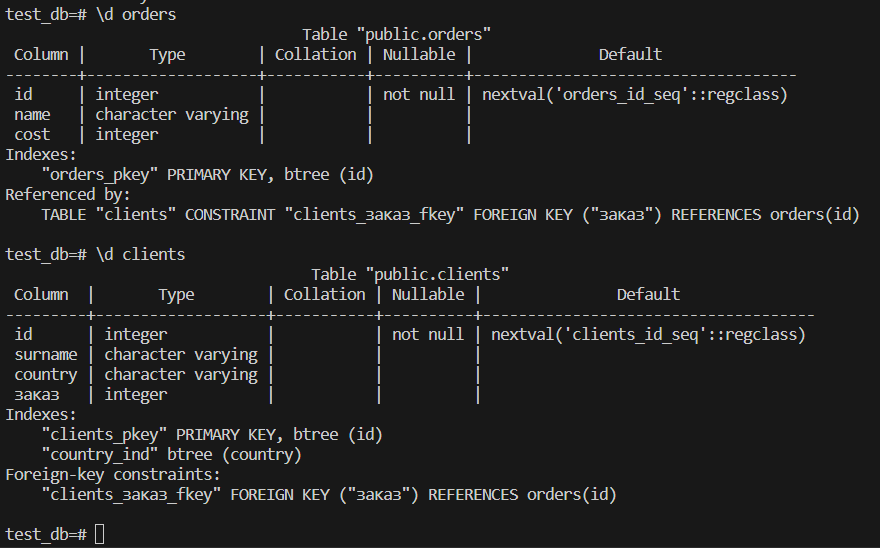 test_db=# \d orders
                                 Table "public.orders"
 Column |       Type        | Collation | Nullable |              Default
--------+-------------------+-----------+----------+------------------------------------
 id     | integer           |           | not null | nextval('orders_id_seq'::regclass)
 name   | character varying |           |          |
 cost   | integer           |           |          |
Indexes:
    "orders_pkey" PRIMARY KEY, btree (id)
Referenced by:
    TABLE "clients" CONSTRAINT "clients_заказ_fkey" FOREIGN KEY ("заказ") REFERENCES orders(id)
test_db=# \d clients
                                  Table "public.clients"
 Column  |       Type        | Collation | Nullable |               Default
---------+-------------------+-----------+----------+-------------------------------------
 id      | integer           |           | not null | nextval('clients_id_seq'::regclass)
 surname | character varying |           |          |
 country | character varying |           |          |
 заказ   | integer           |           |          |
Indexes:
    "clients_pkey" PRIMARY KEY, btree (id)
    "country_ind" btree (country)
Foreign-key constraints:
    "clients_заказ_fkey" FOREIGN KEY ("заказ") REFERENCES orders(id)
test_db=#